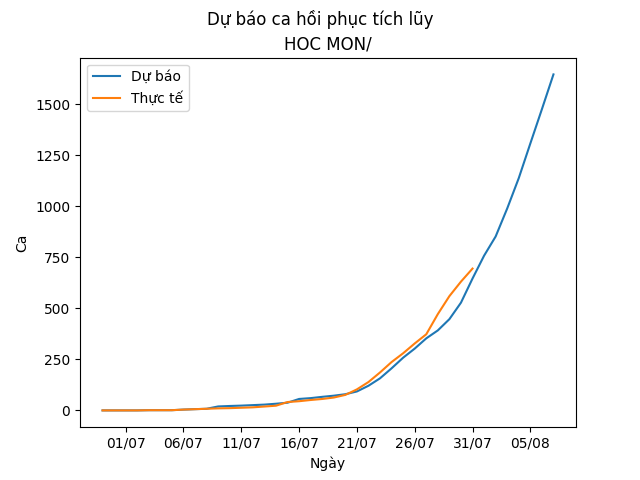 Dự báo ca hồi phục tích lũy
HOC MON/
Dự báo
Thực tế
1500
1250
1000
750
500
250
0
Ca
01/07 06/07 11/07 16/07 21/07 26/07 31/07 05/08
Ngày